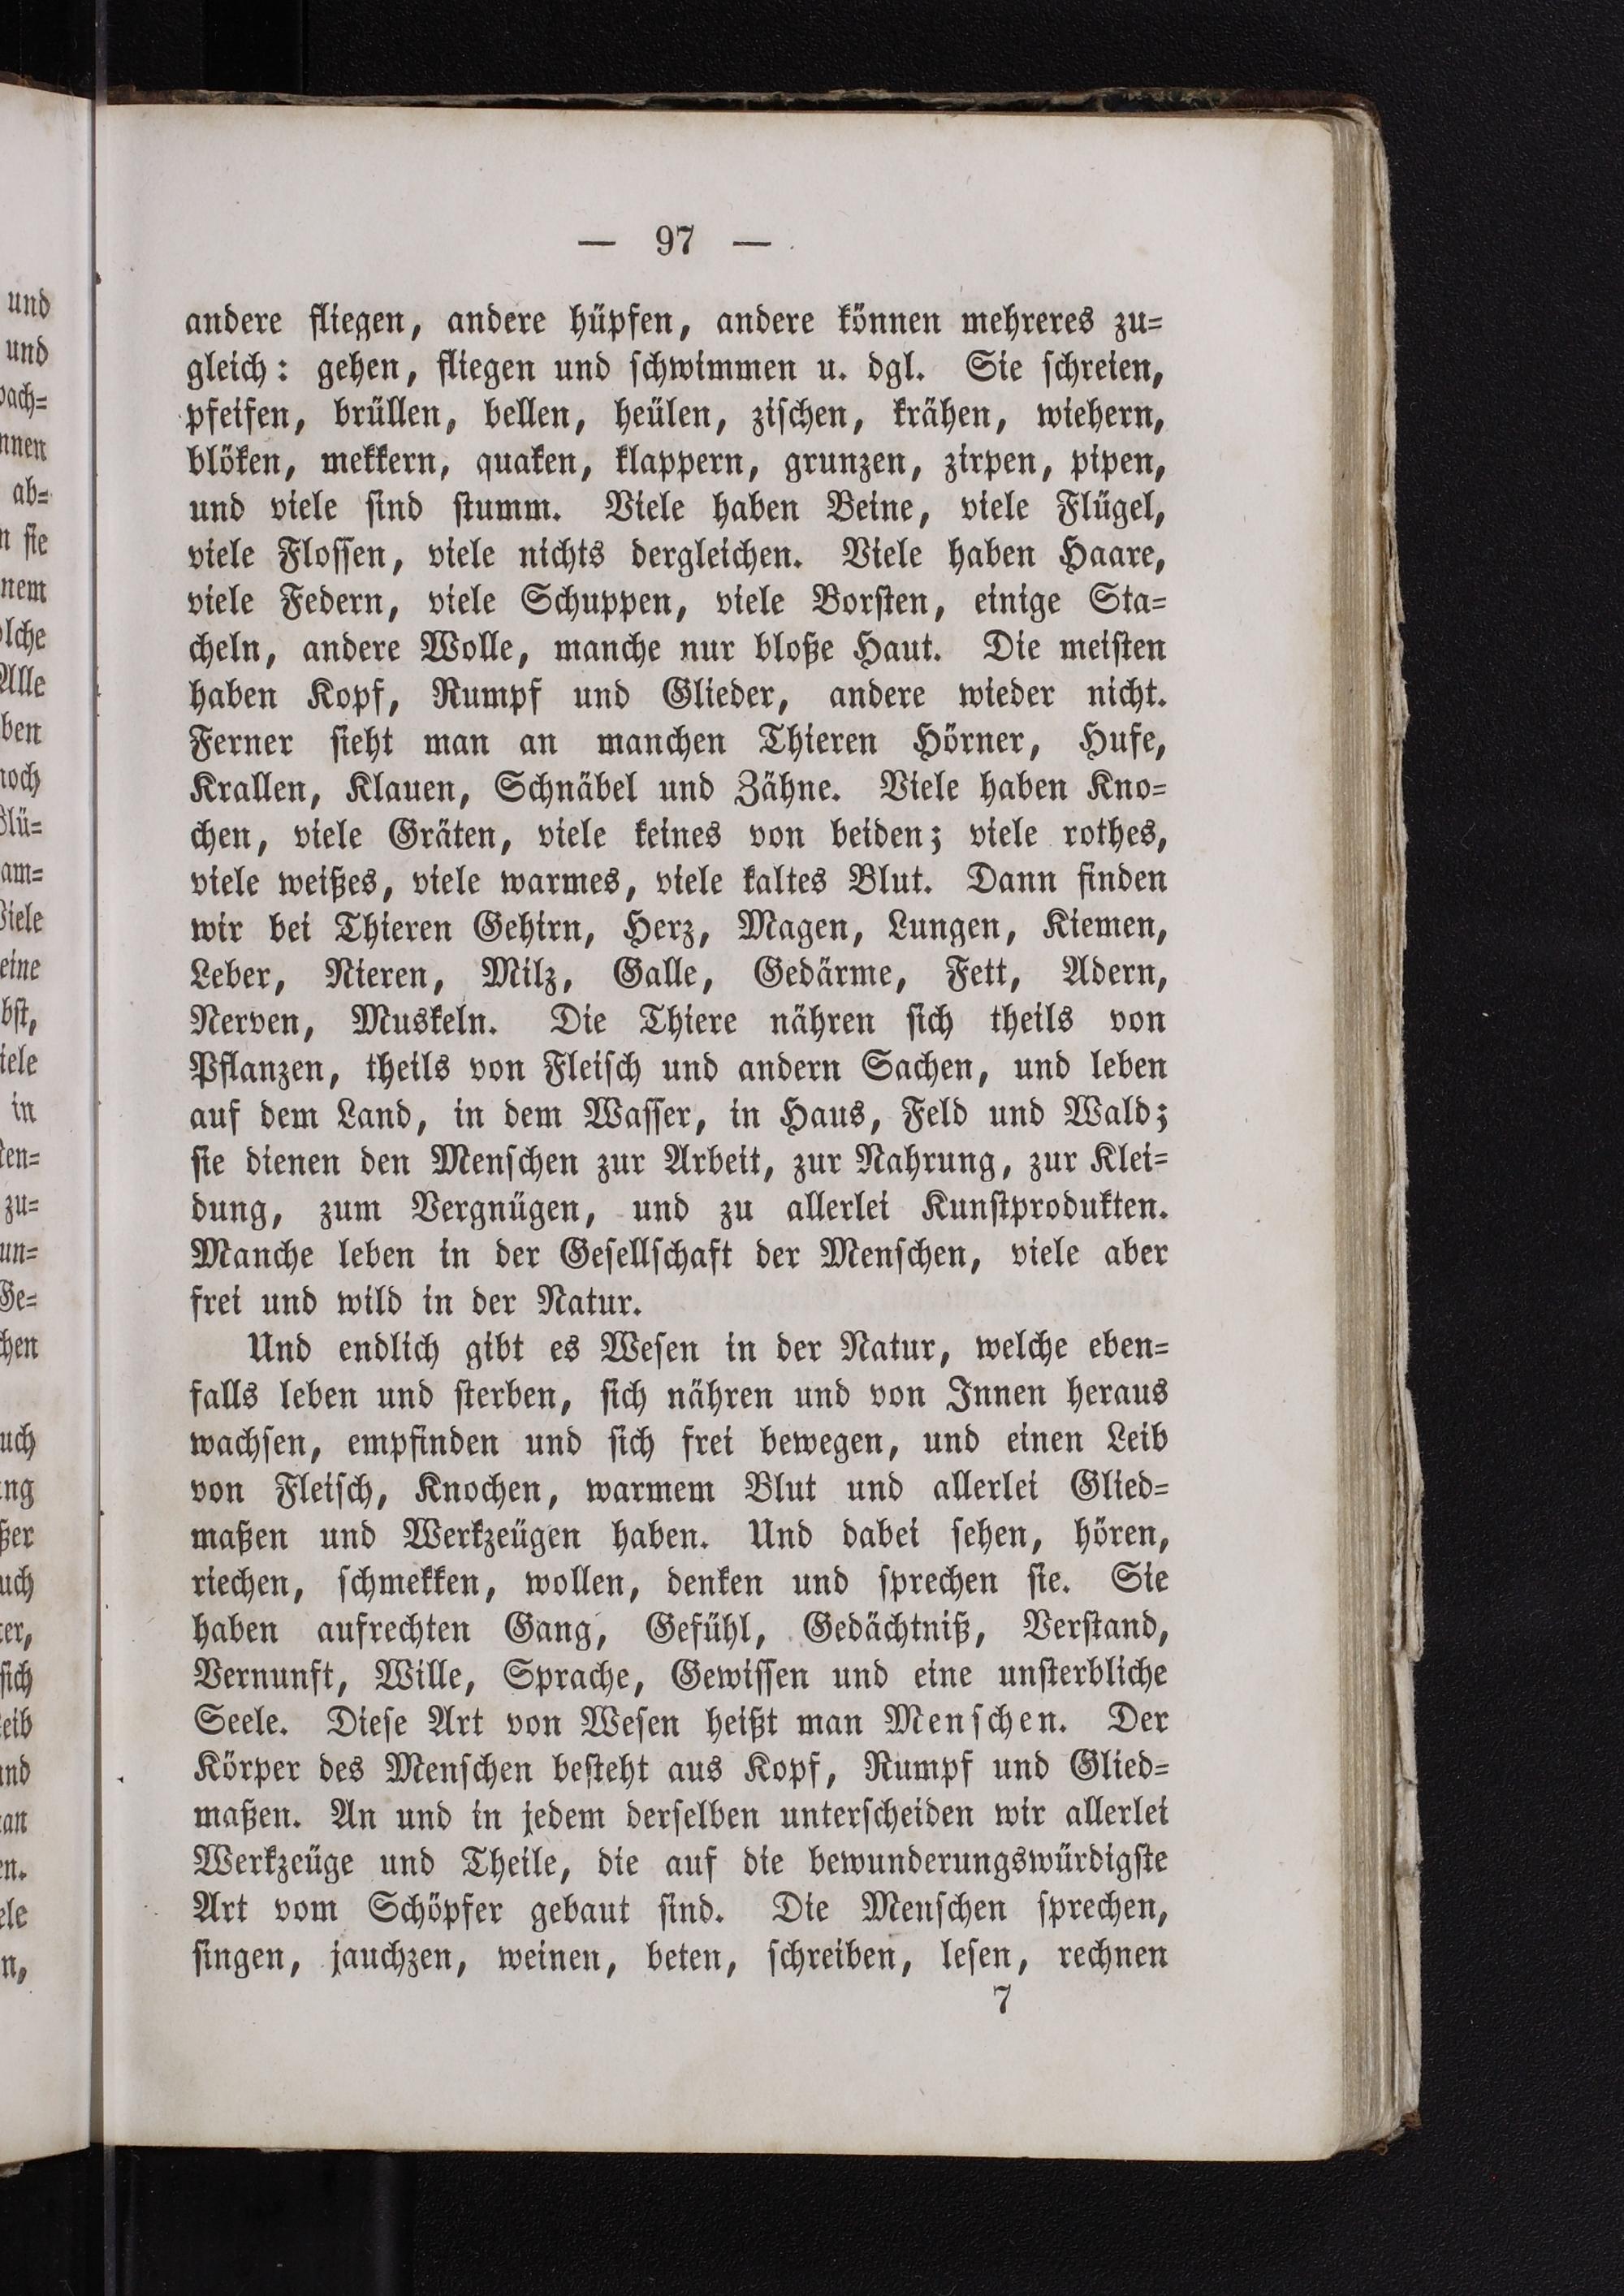 — 97 —
andere fliegen, andere hüpfen, andere können mehreres zu=
gleich: gehen, fliegen und schwimmen u. dgl. Sie schreien,
pfeifen, brüllen, bellen, heülen, zischen, krähen, wiehern,
blöken, mekkern, quaken, klappern, grunzen, zirpen, pipen,
und viele sind stumm. Viele haben Beine, viele Flügel,
viele Flossen, viele nichts dergleichen. Viele haben Haare,
viele Federn, viele Schuppen, viele Borsten, einige Sta=
cheln, andere Wolle, manche nur bloße Haut. Die meisten
haben Kopf, Rumpf und Glieder, andere wieder nicht.
Ferner sieht man an manchen Thieren Hörner, Hufe,
Krallen, Klauen, Schnäbel und Zähne. Viele haben Kno=
chen, viele Gräten, viele keines von beiden; viele rothes,
viele weißes, viele warmes, viele kaltes Blut. Dann finden
wir bei Thieren Gehirn, Herz, Magen, Lungen, Kiemen,
Leber, Nieren, Milz, Galle, Gedärme, Fett, Adern,
Nerven, Muskeln. Die Thiere nähren sich theils von
Pflanzen, theils von Fleisch und andern Sachen, und leben
auf dem Land, in dem Wasser, in Haus, Feld und Wald;
sie dienen den Menschen zur Arbeit, zur Nahrung, zur Klei=
dung, zum Vergnügen, und zu allerlei Kunstprodukten.
Manche leben in der Gesellschaft der Menschen, viele aber
frei und wild in der Natur.
Und endlich gibt es Wesen in der Natur, welche eben=
falls leben und sterben, sich nähren und von Innen heraus
wachsen, empfinden und sich frei bewegen, und einen Leib
von Fleisch, Knochen, warmem Blut und allerlei Glied=
maßen und Werkzeügen haben. Und dabei sehen, hören,
riechen, schmekken, wollen, denken und sprechen sie. Sie
haben aufrechten Gang, Gefühl, Gedächtniß, Verstand,
Vernunft, Wille, Sprache, Gewissen und eine unsterbliche
Seele. Diese Art von Wesen heißt man Menschen. Der
Körper des Menschen besteht aus Kopf, Rumpf und Glied=
maßen. An und in jedem derselben unterscheiden wir allerlei
Werkzeüge und Theile, die auf die bewunderungswürdigste
Art vom Schöpfer gebaut sind. Die Menschen sprechen,
singen, jauchzen, weinen, beten, schreiben, lesen, rechnen
7